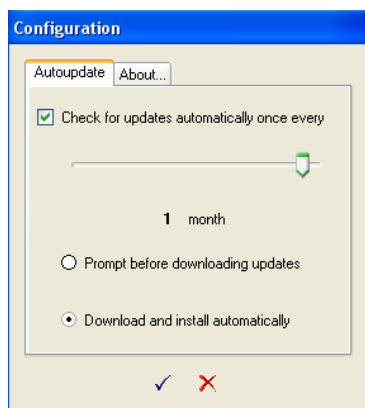 Configuration
Autoupdate About...
Check for updates automatically once every
1 month
Prompt before downloading updates
Download and install automatically